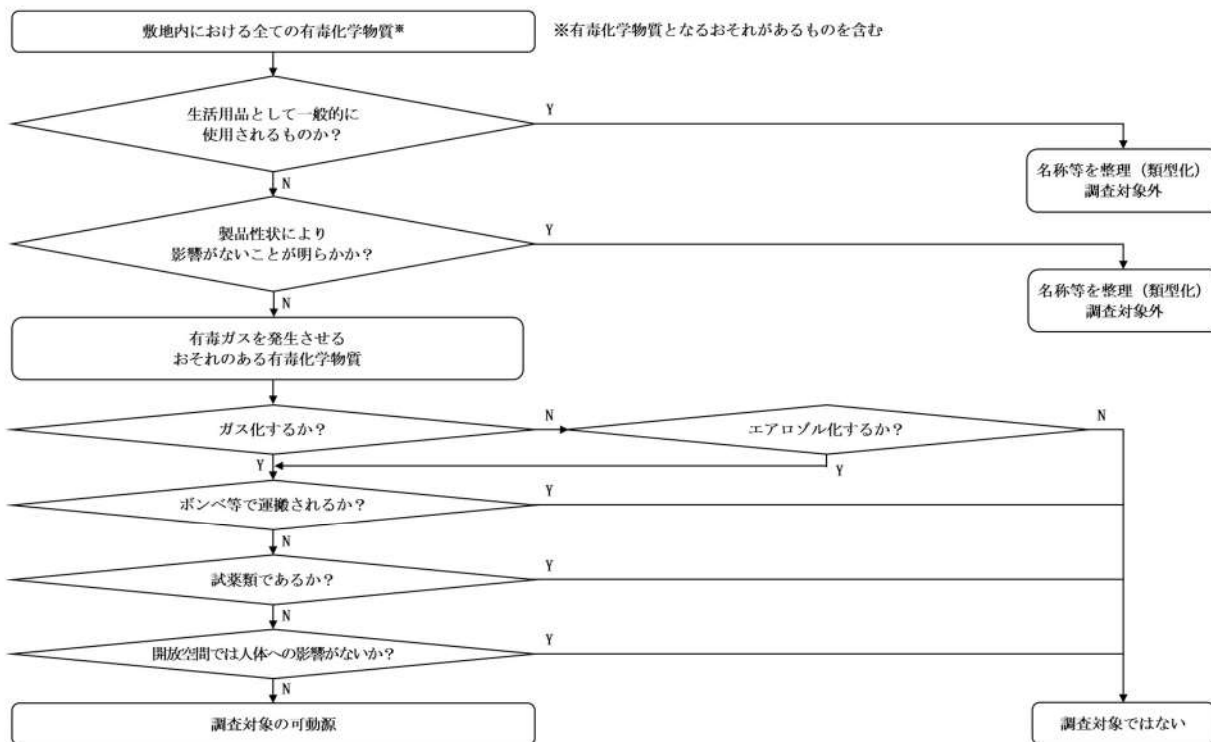 敷地内における全ての有毒化学物質※
※有毒化学物質となるおそれがあるものを含む
生活用品として一般的に
使用されるものか？
Y
N
名称等を整理（類型化）
調査対象外
製品性状により
影響がないことが明らかか？
Y
N
名称等を整理（類型化）
調査対象外
有毒ガスを発生させる
おそれのある有毒化学物質
ガス化するか？
N
エアロゾル化するか？
N
Y
Y
ボンベ等で運搬されるか？
Y
N
試薬類であるか？
Y
N
開放空間では人体への影響がないか？
Y
N
調査対象の可動源
調査対象ではない